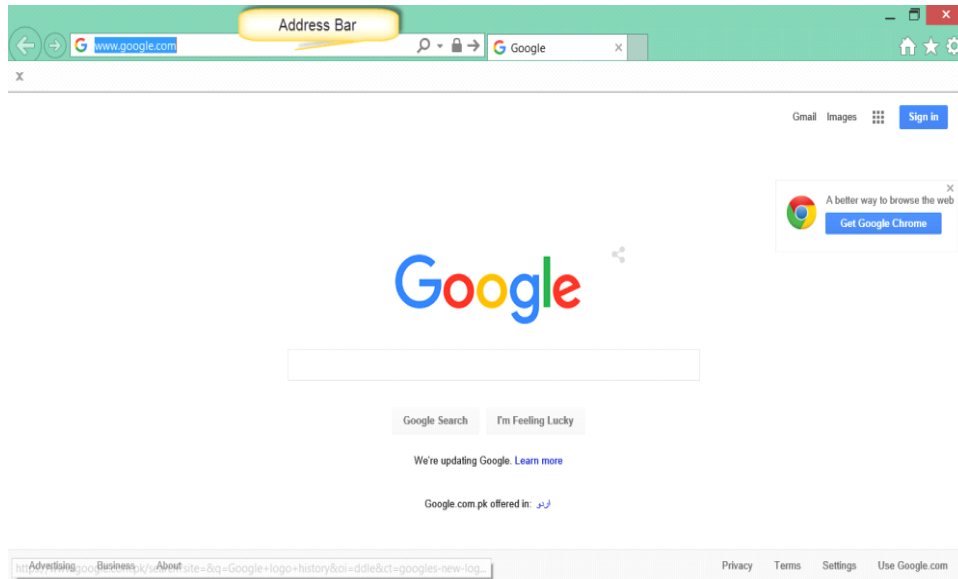 Address Bar
www.google.com
Google
x
Gmail Images Sign in
A better way to browse the web
Get Google Chrome
Google
Google Search I'm Feeling Lucky
We're updating Google. Learn more
Google.com.pk offered in: اردو
Advertising Business About
Privacy Terms Settings Use Google.com